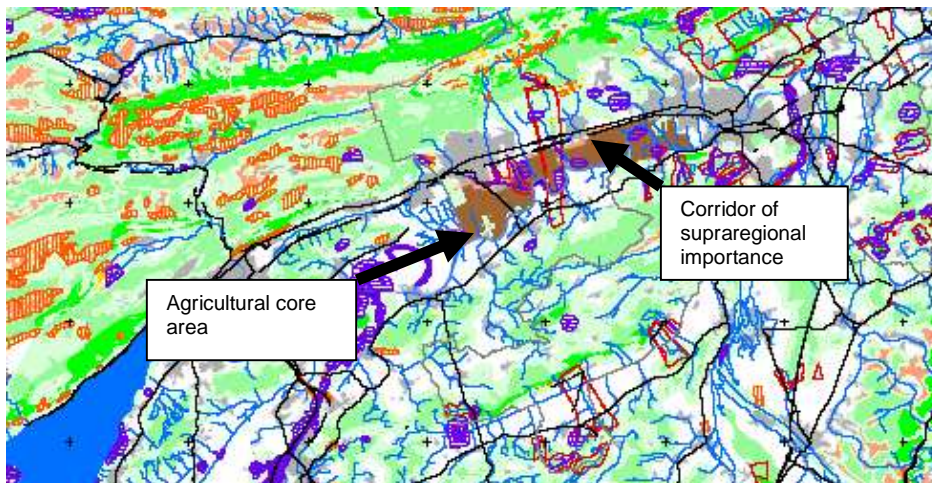 Corridor of
supraregional
importance
Agricultural core
area